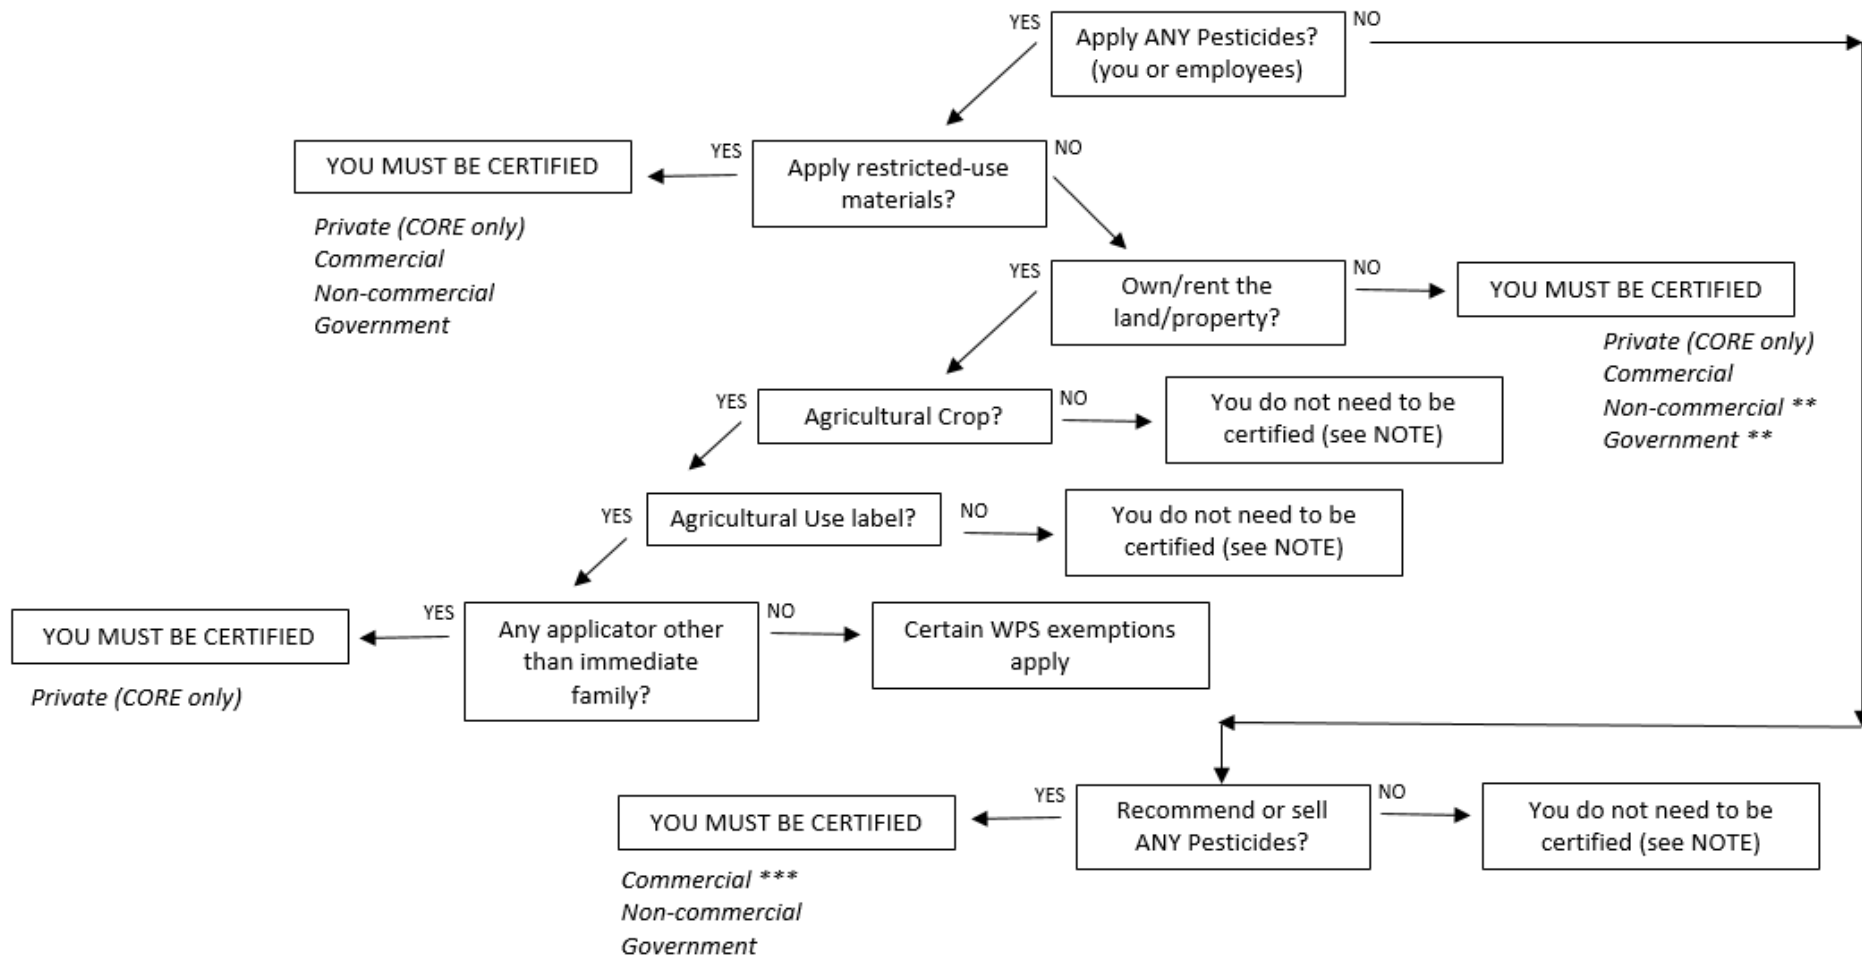 YES
Apply ANY Pesticides?
(you or employees)
NO
YOU MUST BE CERTIFIED
Private (CORE only)
Commercial
Non-commercial
Government
YES
Apply restricted-use
materials?
NO
YES
Own/rent the
land/property?
NO
YOU MUST BE CERTIFIED
Private (CORE only)
Commercial
Non-commercial **
Government **
YES
Agricultural Crop?
NO
You do not need to be
certified (see NOTE)
YES
Agricultural Use label?
NO
You do not need to be
certified (see NOTE)
YOU MUST BE CERTIFIED
Private (CORE only)
YES
Any applicator other
than immediate
family?
NO
Certain WPS exemptions
apply
YOU MUST BE CERTIFIED
Commercial ***
Non-commercial
Government
YES
Recommend or sell
ANY Pesticides?
NO
You do not need to be
certified (see NOTE)